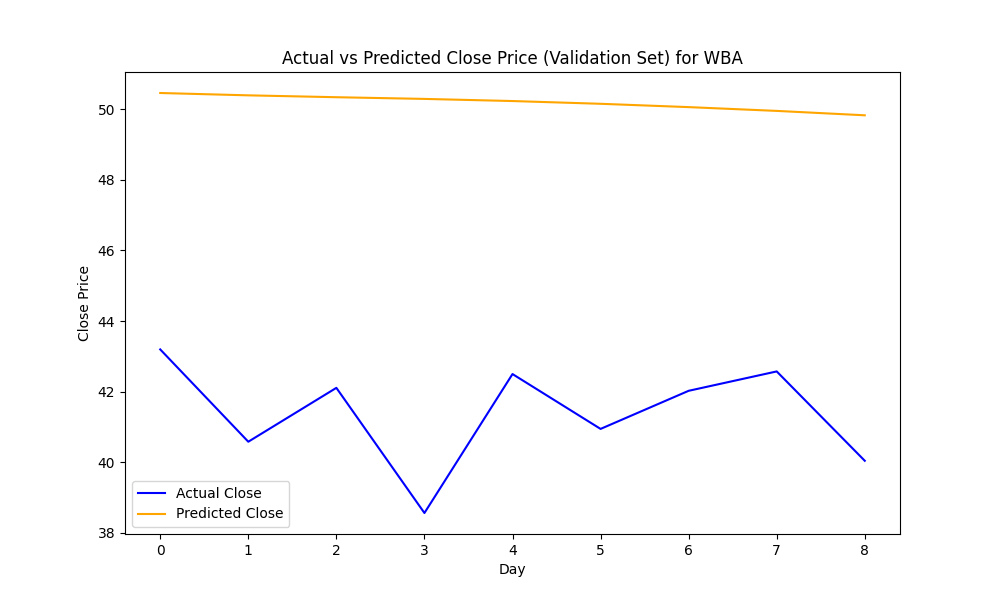 Actual vs Predicted Close Price (Validation Set) for WBA
Close Price
50
48
46
44
42
40
38
Actual Close
Predicted Close
0 1 2 3 4 5 6 7 8
Day